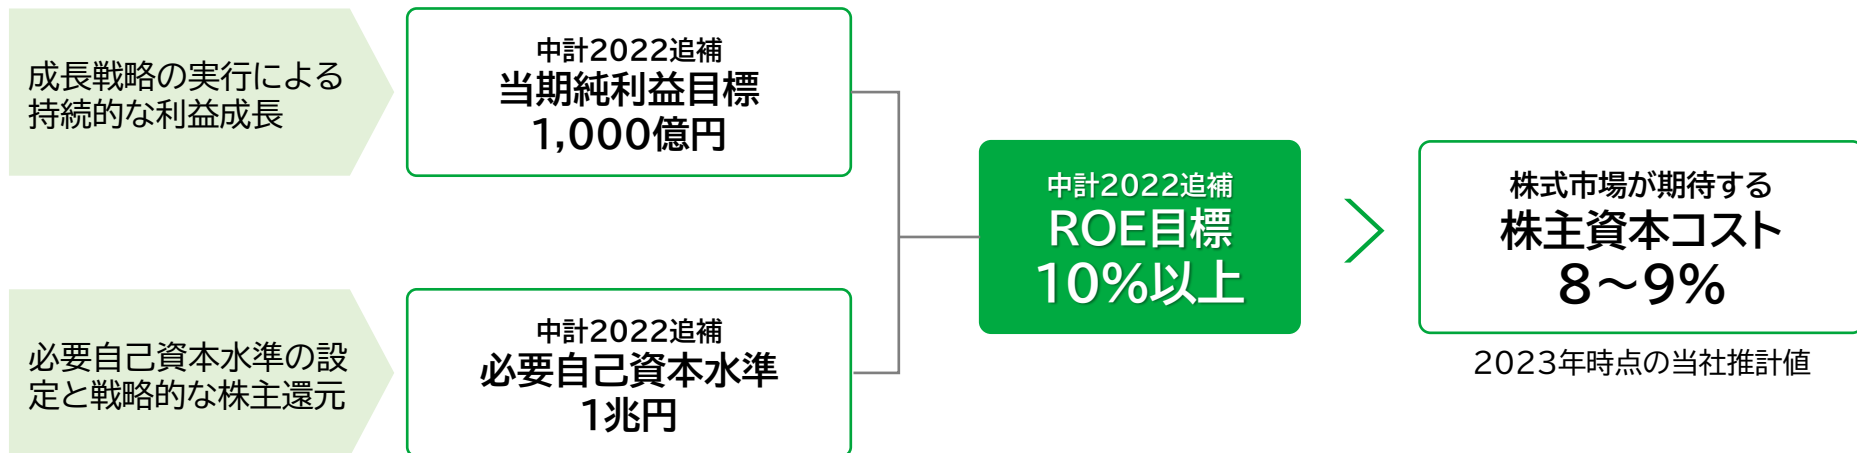 成長戦略の実行による
持続的な利益成長
中計2022追補
当期純利益目標
1,000億円
必要自己資本水準の設
定と戦略的な株主還元
中計2022追補
必要自己資本水準
1兆円
中計2022追補
ROE目標
10%以上
株式市場が期待する
株主資本コスト
8～9%
2023年時点の当社推計値